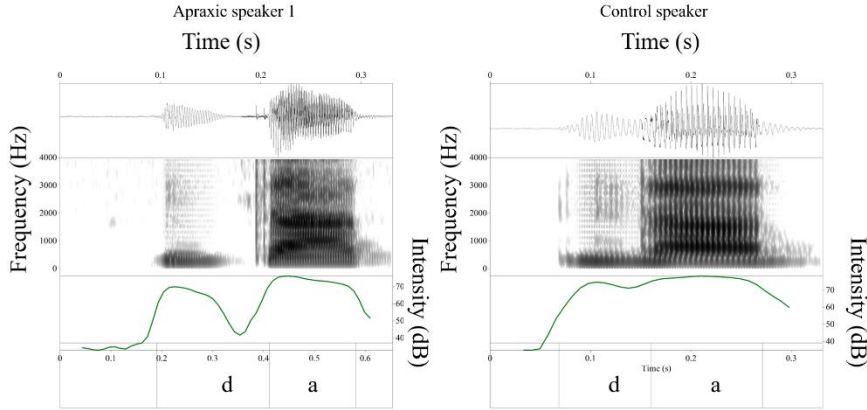 Apraxic speaker 1
Time (s)
0 0.1 0.2 0.3
Frequency (Hz)
4000
3000
2000
1000
0
Intensity (dB)
70
60
50
40
0 0.1 0.2 0.3 0.4 0.5 0.6
d a
Control speaker
Time (s)
0 0.1 0.2 0.3
Frequency (Hz)
4000
3000
2000
1000
0
Intensity (dB)
70
60
50
40
0 0.1 0.2 0.3
Time (s)
d a